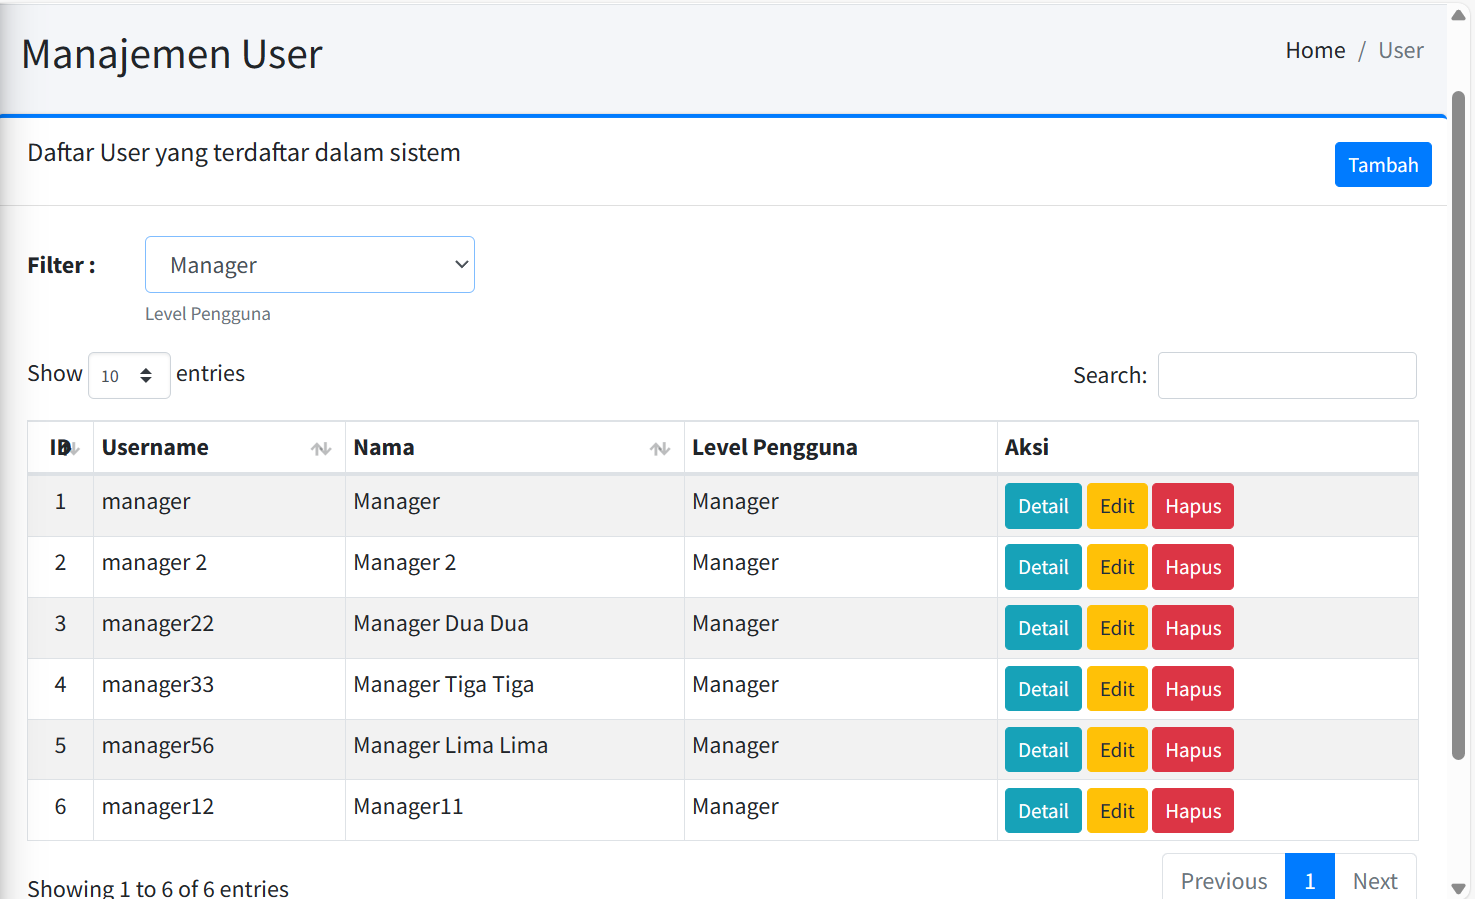 Manajemen User
Home / User
Daftar User yang terdaftar dalam sistem
Tambah
Filter :
Manager
Level Pengguna
Show 10 entries
Search:
ID Username Nama Level Pengguna Aksi
1 manager Manager Manager Detail Edit Hapus
2 manager 2 Manager 2 Manager Detail Edit Hapus
3 manager22 Manager Dua Dua Manager Detail Edit Hapus
4 manager33 Manager Tiga Tiga Manager Detail Edit Hapus
5 manager56 Manager Lima Lima Manager Detail Edit Hapus
6 manager12 Manager11 Manager Detail Edit Hapus
Showing 1 to 6 of 6 entries
Previous 1 Next